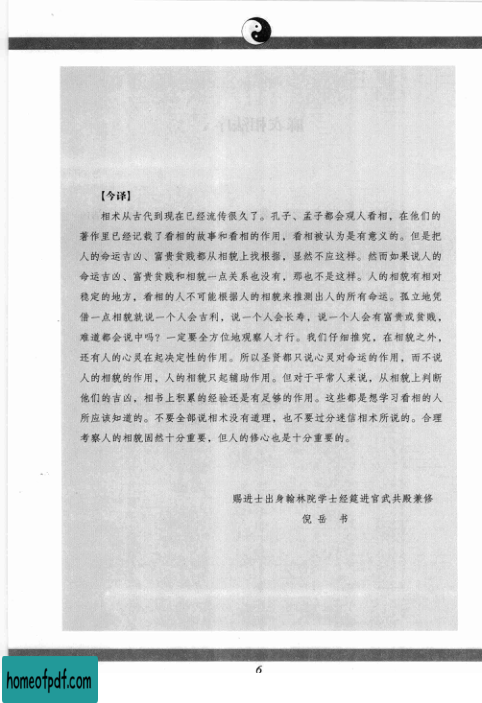 【今译】
相术从古代到现在已经流传很久了。孔子、孟子都会观人看相，在他们的
著作里已经记载了看相的故事和看相的作用，看相被认为是有意义的。但是把
人的命运吉凶、富贵贫贱都从相貌上找根据，显然不应这样。然而如果说人的
命运吉凶、富贵贫贱和相貌一点关系也没有，那也不是这样。人的相貌有相对
稳定的地方，看相的人不可能根据人的相貌来推测出人的所有命运。孤立地凭
借一点相貌就说一个人会吉利，说一个人会长寿，说一个人会有富贵或贫贱，
难道都会说中吗？一定要全方位地观察人才行。我们仔细推究，在相貌之外，
还有人的心灵在起决定性的作用。所以圣贤都只说心灵对命运的作用，而不说
人的相貌的作用，人的相貌只起辅助作用。但对于平常人来说，从相貌上判断
他们的吉凶，相书上积累的经验还是有足够的作用。这些都是想学习看相的人
所应该知道的。不要全部说相术没有道理，也不要过分迷信相术所说的。合理
考察人的相貌固然十分重要，但人的修心也是十分重要的。
赐进士出身翰林院学士经筵进官武共殿兼修
倪岳 书
6
homeofpdf.com